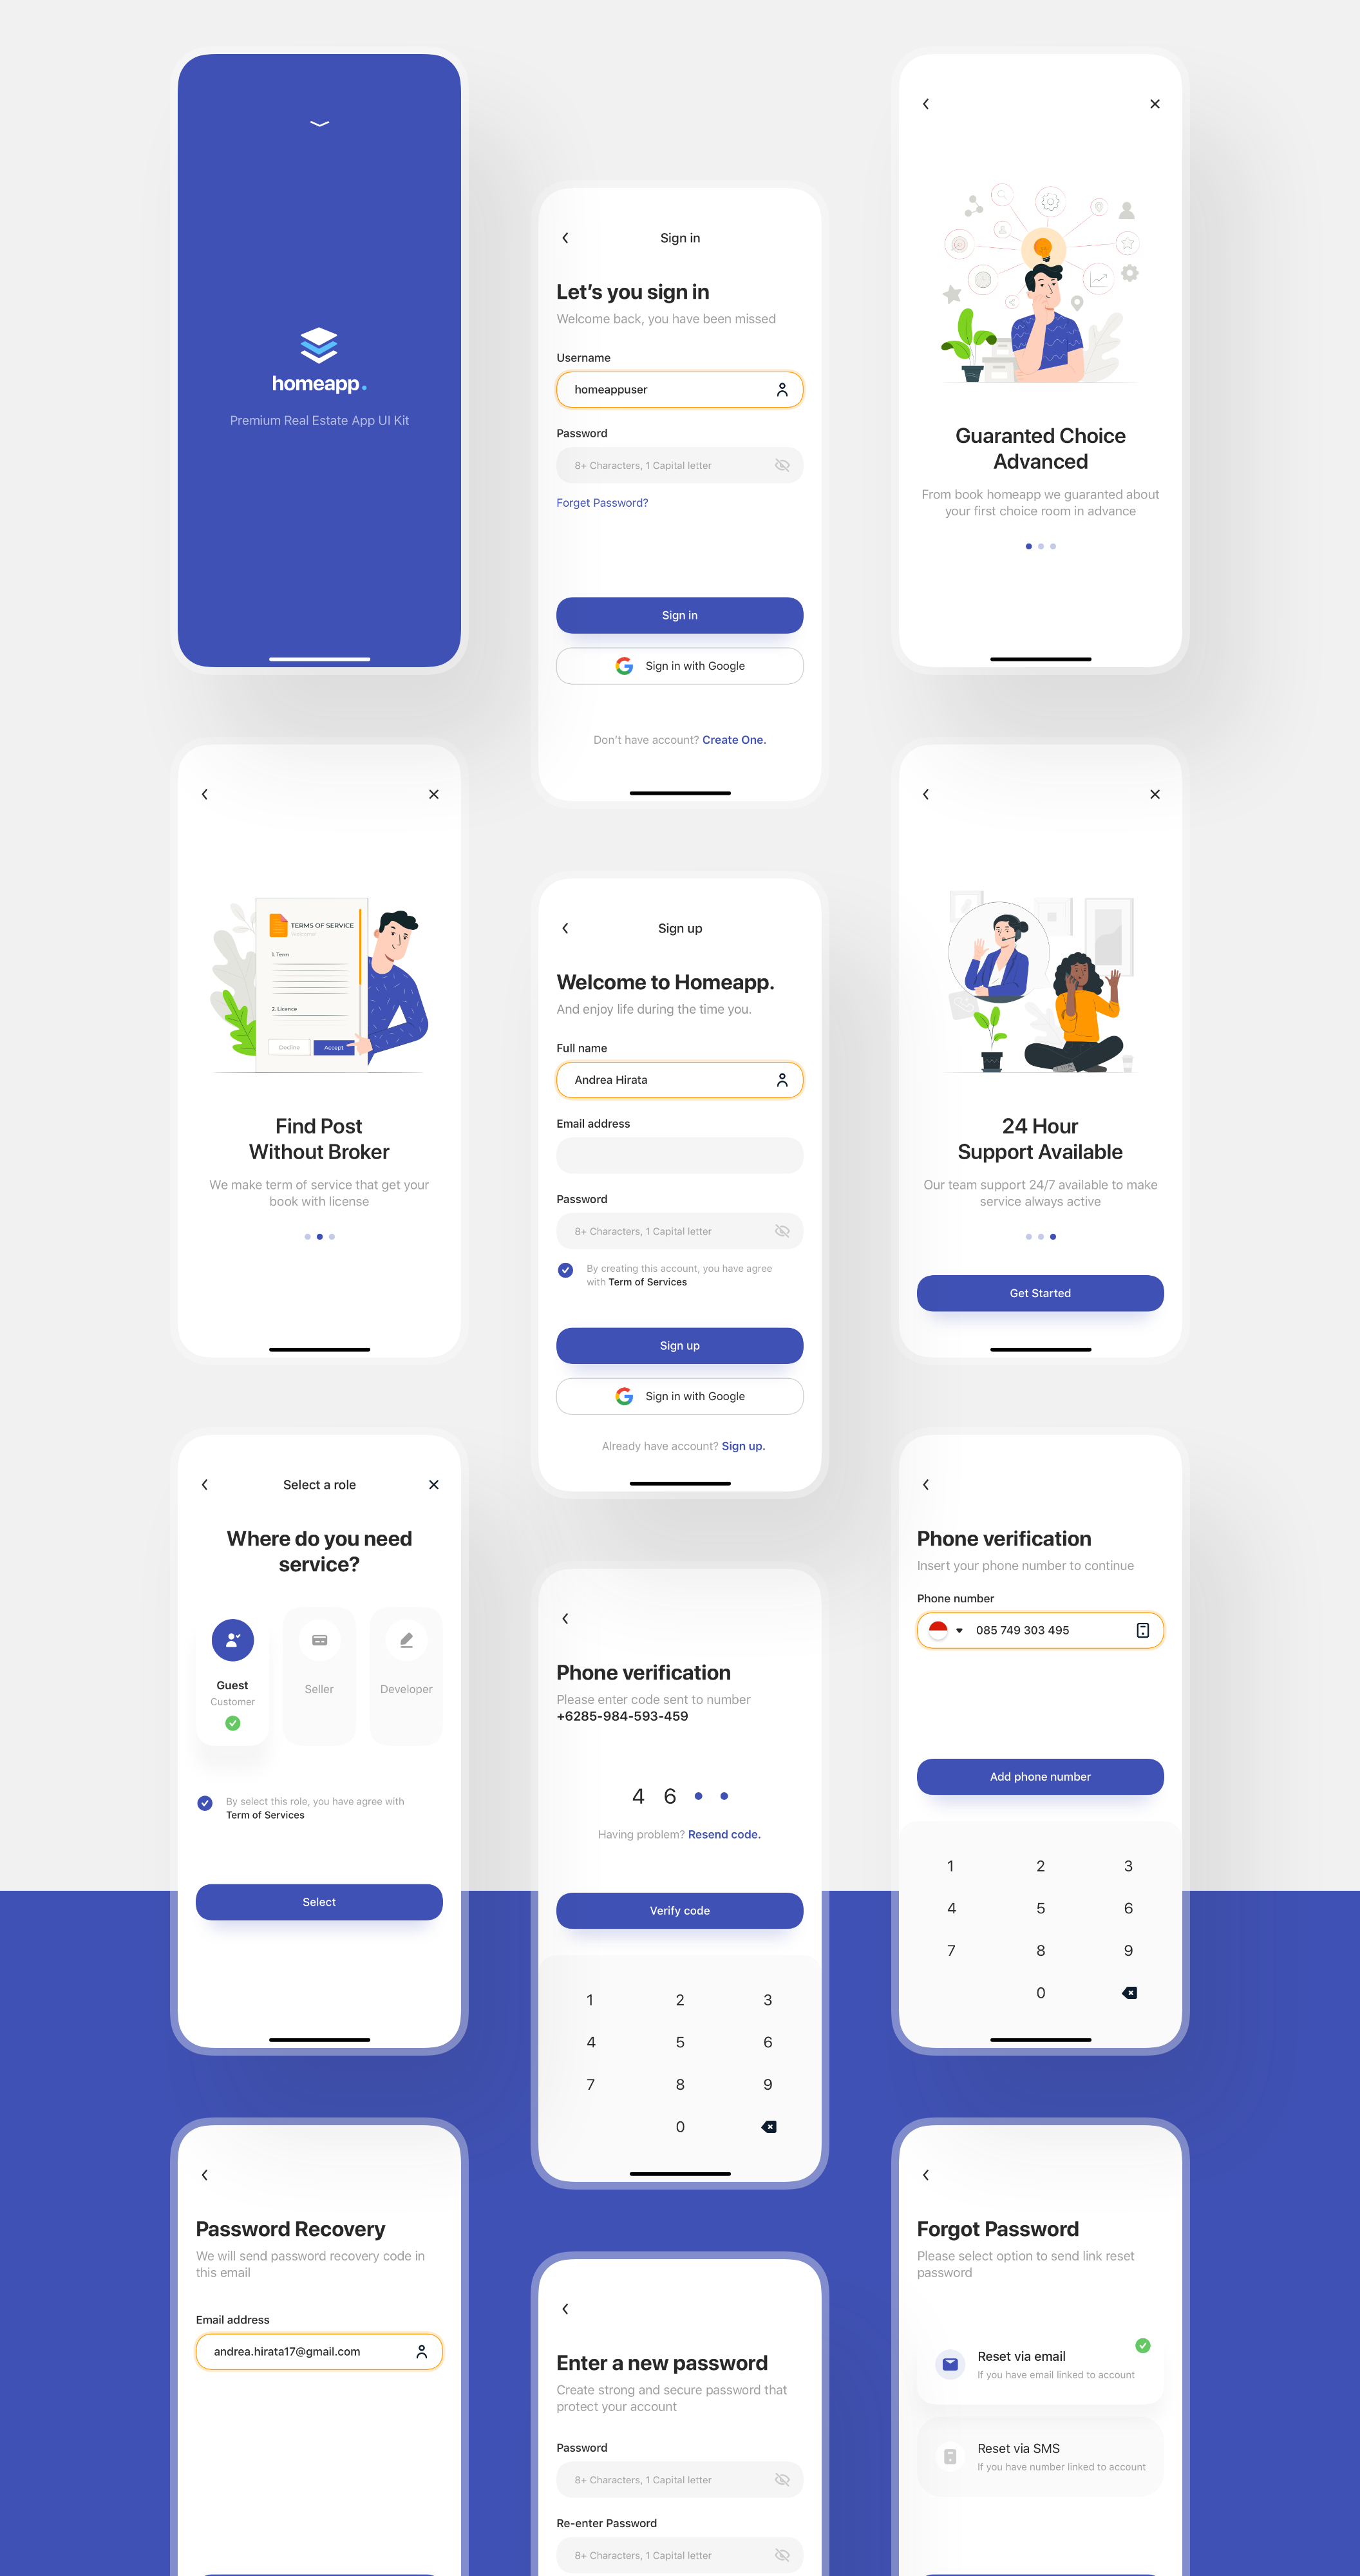 homeapp.
Premium Real Estate App UI Kit
Sign in
Let's you sign in
Welcome back, you have been missed
Username
homeappuser
Password
8+ Characters, 1 Capital letter
Forget Password?
Sign in
Sign in with Google
Don't have account? Create One.
Guaranted Choice
Advanced
From book homeapp we guaranted about
your first choice room in advance
TERMS OF SERVICE
1. Term
2. Licence
Decline
Accept
Find Post
Without Broker
We make term of service that get your
book with license
Sign up
Welcome to Homeapp.
And enjoy life during the time you.
Full name
Andrea Hirata
Email address
Password
8+ Characters, 1 Capital letter
By creating this account, you have agree
with Term of Services
Sign up
Sign in with Google
Already have account? Sign up.
24 Hour
Support Available
Our team support 24/7 available to make
service always active
Get Started
Select a role
Where do you need
service?
Guest
Customer
Seller
Developer
By select this role, you have agree with
Term of Services
Select
Phone verification
Please enter code sent to number
+6285-984-593-459
4 6
Having problem? Resend code.
Verify code
1 2 3
4 5 6
7 8 9
0
Phone verification
Insert your phone number to continue
Phone number
085 749 303 495
Add phone number
1 2 3
4 5 6
7 8 9
0
Password Recovery
We will send password recovery code in
this email
Email address
andrea.hirata17@gmail.com
Enter a new password
Create strong and secure password that
protect your account
Password
8+ Characters, 1 Capital letter
Re-enter Password
8+ Characters, 1 Capital letter
Forgot Password
Please select option to send link reset
password
Reset via email
If you have email linked to account
Reset via SMS
If you have number linked to account